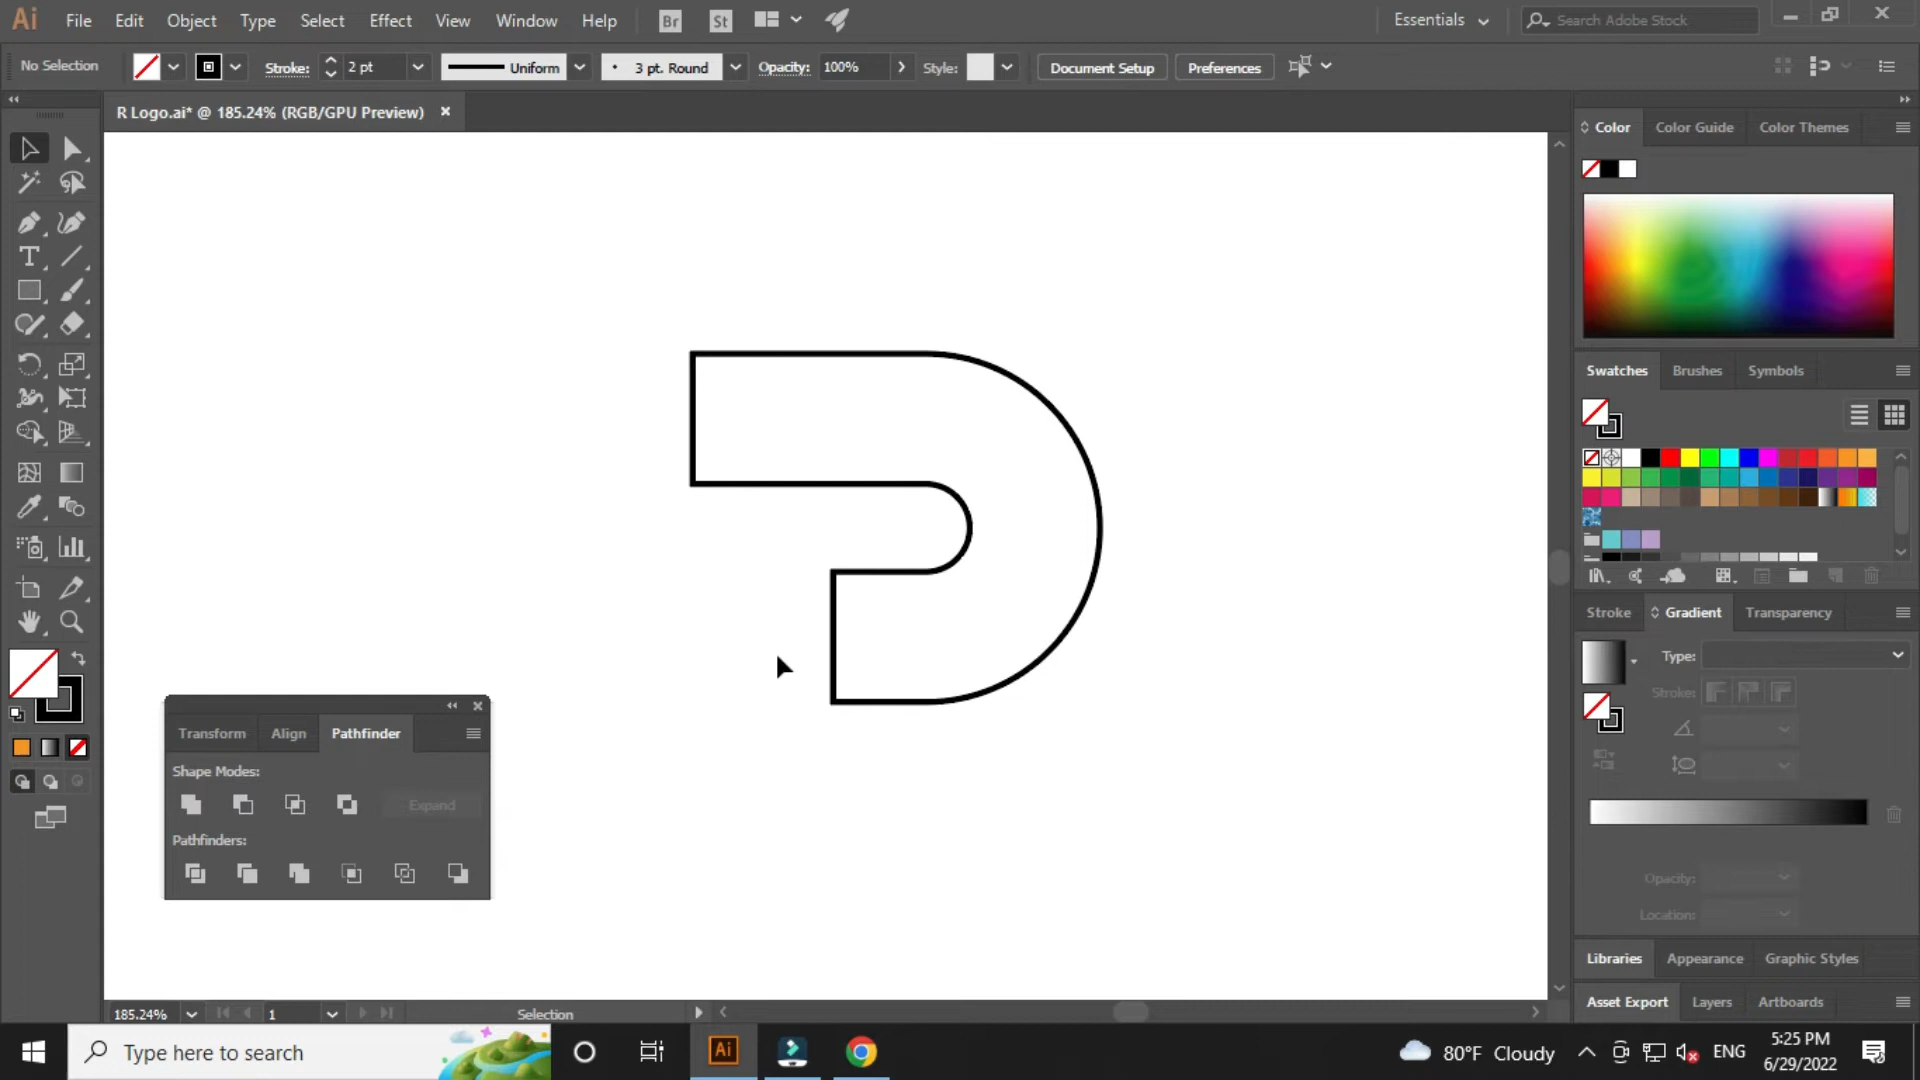 Ai File Edit Object Type Select Effect View Window Help Br St Essentials Search Adobe Stock
No Selection Stroke: 2 pt Uniform 3 pt. Round Opacity: 100% Style: Document Setup Preferences
R Logo.ai* @ 185.24% (RGB/GPU Preview)
Color Color Guide Color Themes
Swatches Brushes Symbols
Stroke Gradient Transparency
Type:
Stroke:
Opacity:
Location:
Transform Align Pathfinder
Shape Modes:
Expand
Pathfinders:
Libraries Appearance Graphic Styles
Asset Export Layers Artboards
185.24% 1 Selection
Type here to search
Ai
80°F Cloudy
ENG
5:25 PM
6/29/2022